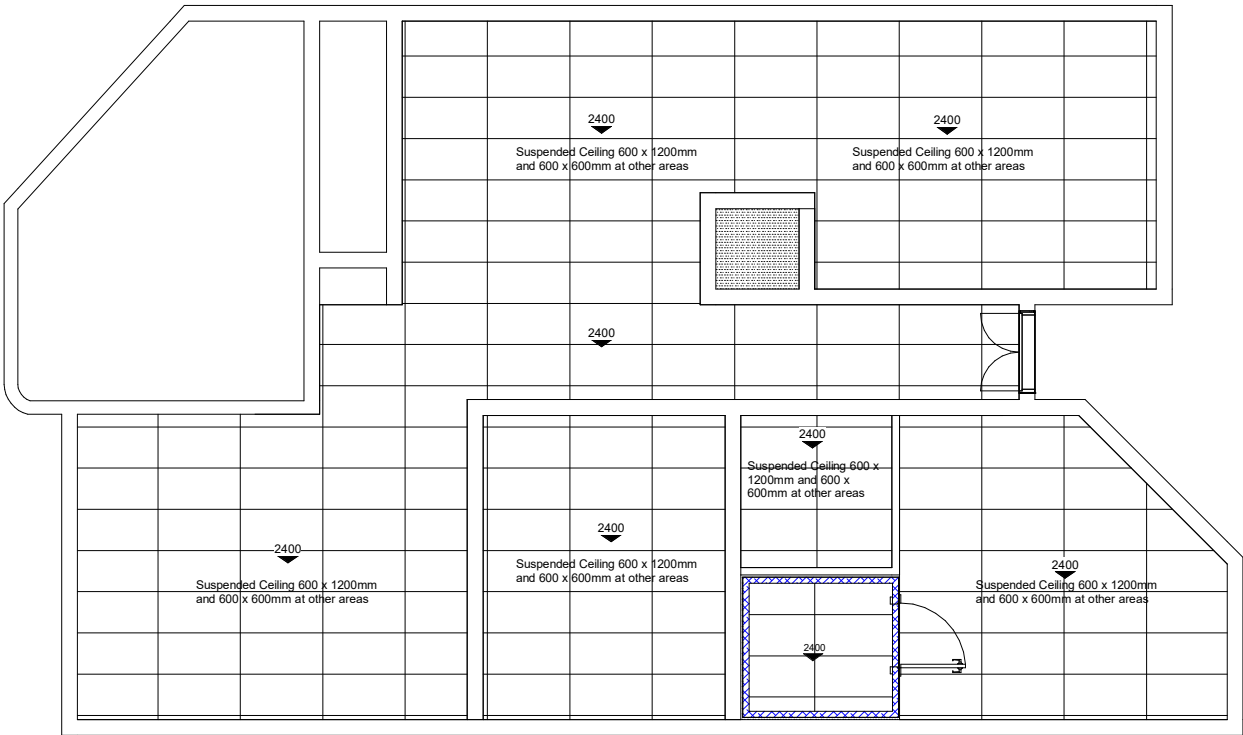 2400
Suspended Ceiling 600 x 1200mm
and 600 x 600mm at other areas
2400
Suspended Ceiling 600 x 1200mm
and 600 x 600mm at other areas
2400
2400
Suspended Ceiling 600 x
1200mm and 600 x
600mm at other areas
2400
Suspended Ceiling 600 x 1200mm
and 600 x 600mm at other areas
2400
Suspended Ceiling 600 x 1200mm
and 600 x 600mm at other areas
2400
Suspended Ceiling 600 x 1200mm
and 600 x 600mm at other areas
2400